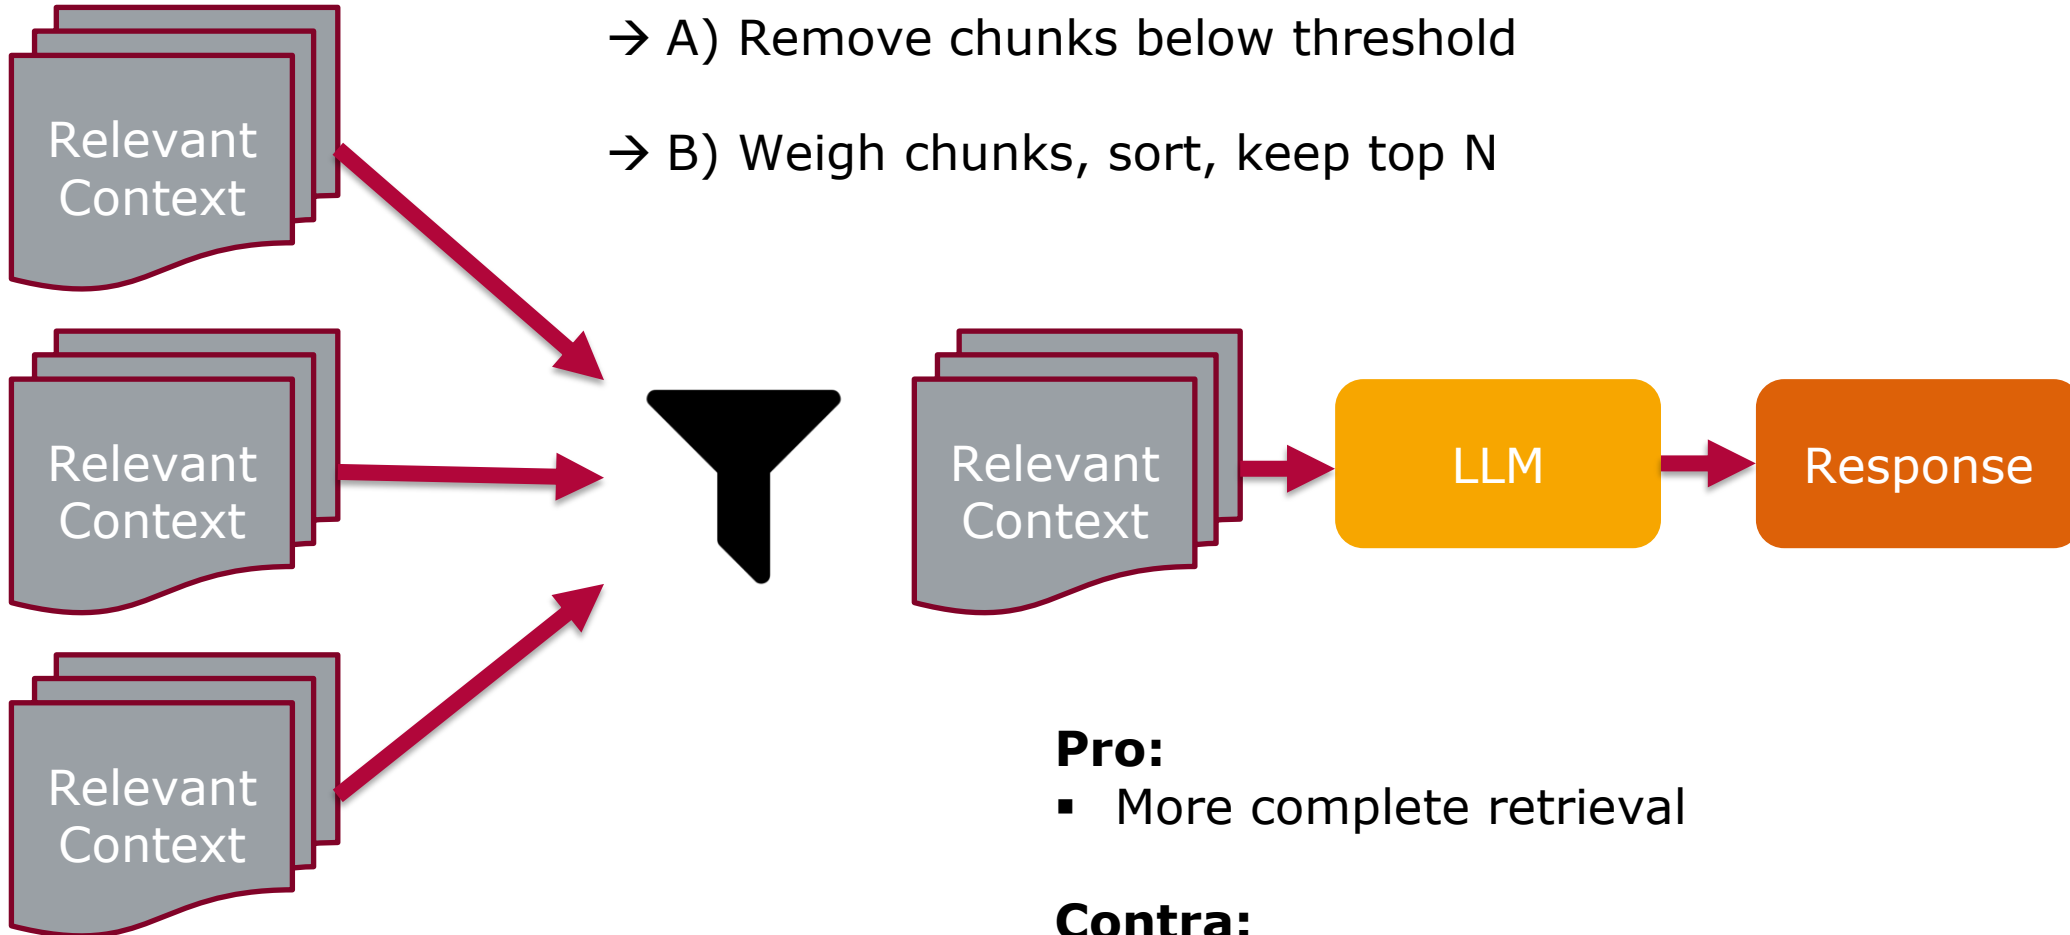 → A) Remove chunks below threshold
→ B) Weigh chunks, sort, keep top N
Relevant
Context
Relevant
Context
Relevant
Context
Relevant
Context
LLM
Response
Pro:
▪ More complete retrieval
Contra: